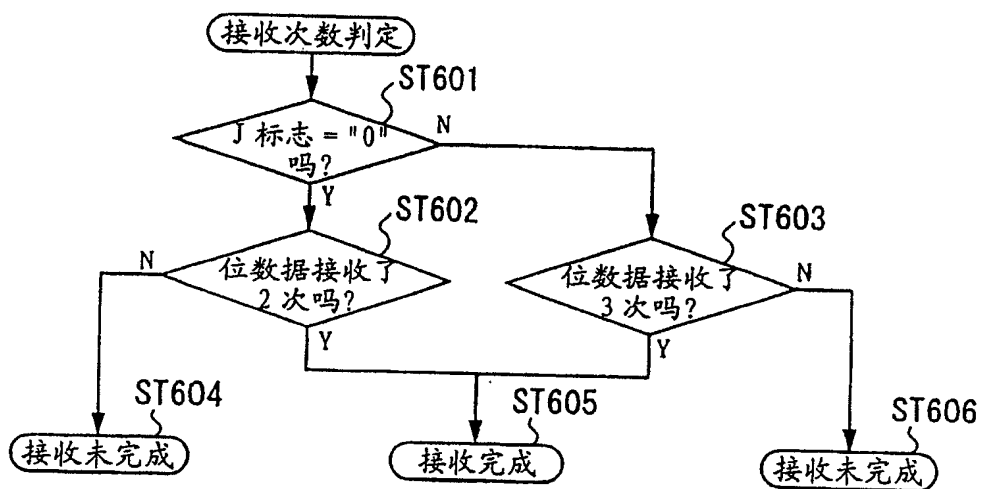 接收次数判定
ST601
J 标志 = "0"
吗?
N
Y
ST602
ST603
N
位数据接收了
2 次吗?
位数据接收了
3 次吗?
N
Y
Y
ST604
ST605
ST606
接收未完成
接收完成
接收未完成